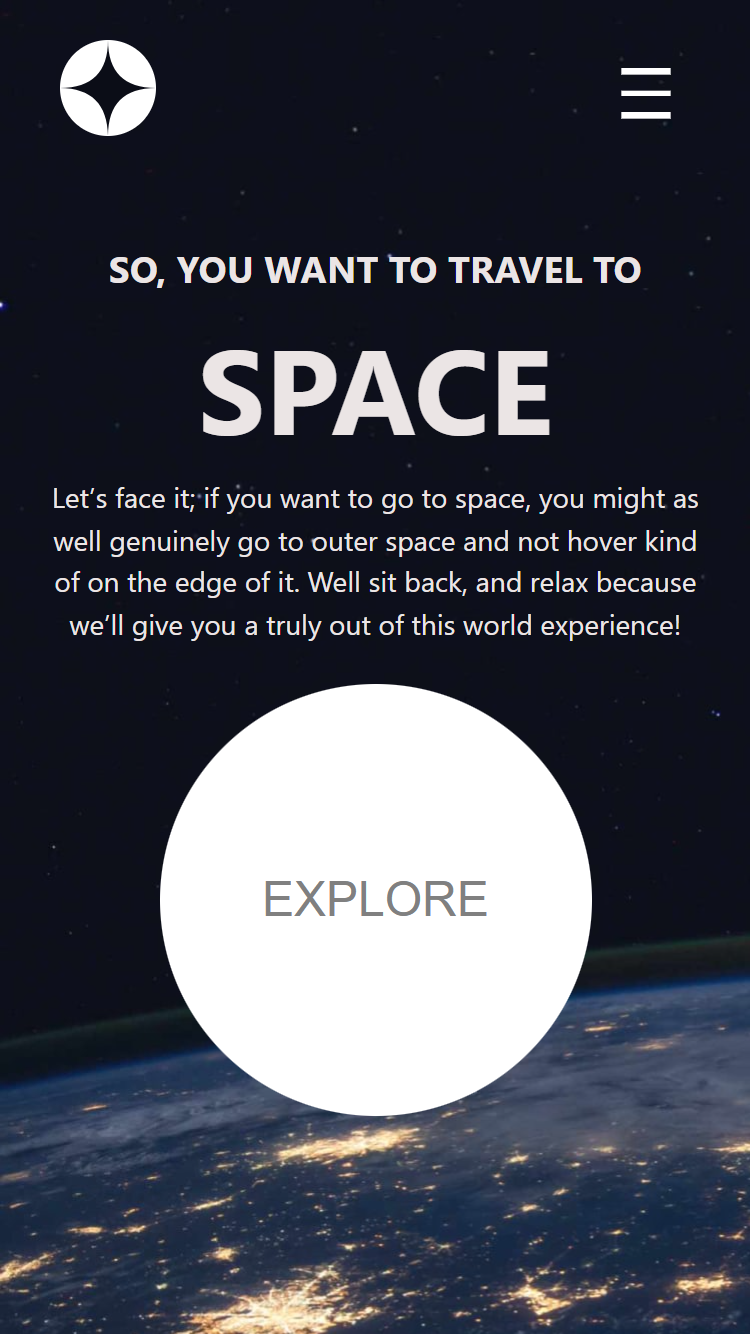 SO, YOU WANT TO TRAVEL TO
SPACE
Let’s face it; if you want to go to space, you might as
well genuinely go to outer space and not hover kind
of on the edge of it. Well sit back, and relax because
we’ll give you a truly out of this world experience!
EXPLORE